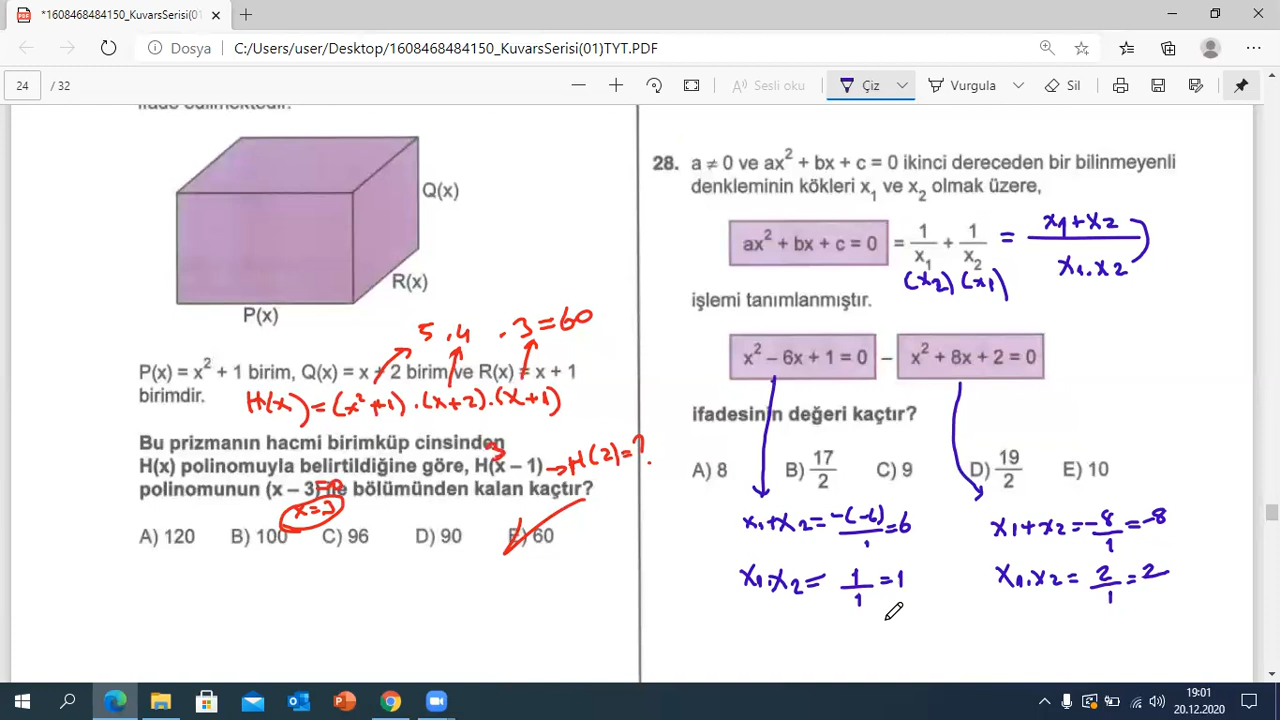 *1608468484150_KuvarsSerisi(01)
Dosya C:/Users/user/Desktop/1608468484150_KuvarsSerisi(01)TYT.PDF
24 / 32
Sesli oku
Çiz
Vurgula
Sil
ifade edilmektedir.
Q(x)
R(x)
P(x)
5 . 4 . 3 = 60
P(x) = x² + 1 birim, Q(x) = x + 2 birim ve R(x) = x + 1
birimdir.
H(x) = (x²+1) . (x+2) . (x+1)
Bu prizmanın hacmi birimküp cinsinden
H(x) polinomuyla belirtildiğine göre, H(x – 1)
3
→ H(2) = ?
polinomunun (x – 3) ile bölümünden kalan kaçtır?
=0
x=3
A) 120 B) 100 C) 96 D) 90 E) 60
28. a ≠ 0 ve ax² + bx + c = 0 ikinci dereceden bir bilinmeyenli
denkleminin kökleri x₁ ve x₂ olmak üzere,
ax² + bx + c = 0 = 1/x₁ + 1/x₂ = x₁+x₂ / x₁.x₂
(x₂) (x₁)
işlemi tanımlanmıştır.
x² – 6x + 1 = 0 – x² + 8x + 2 = 0
ifadesinin değeri kaçtır?
A) 8 B) 17/2 C) 9 D) 19/2 E) 10
x₁+x₂ = -(-6)/1 = 6 x₁+x₂ = -8/1 = -8
x₁.x₂ = 1/1 = 1 x₁.x₂ = 2/1 = 2
19:01
20.12.2020